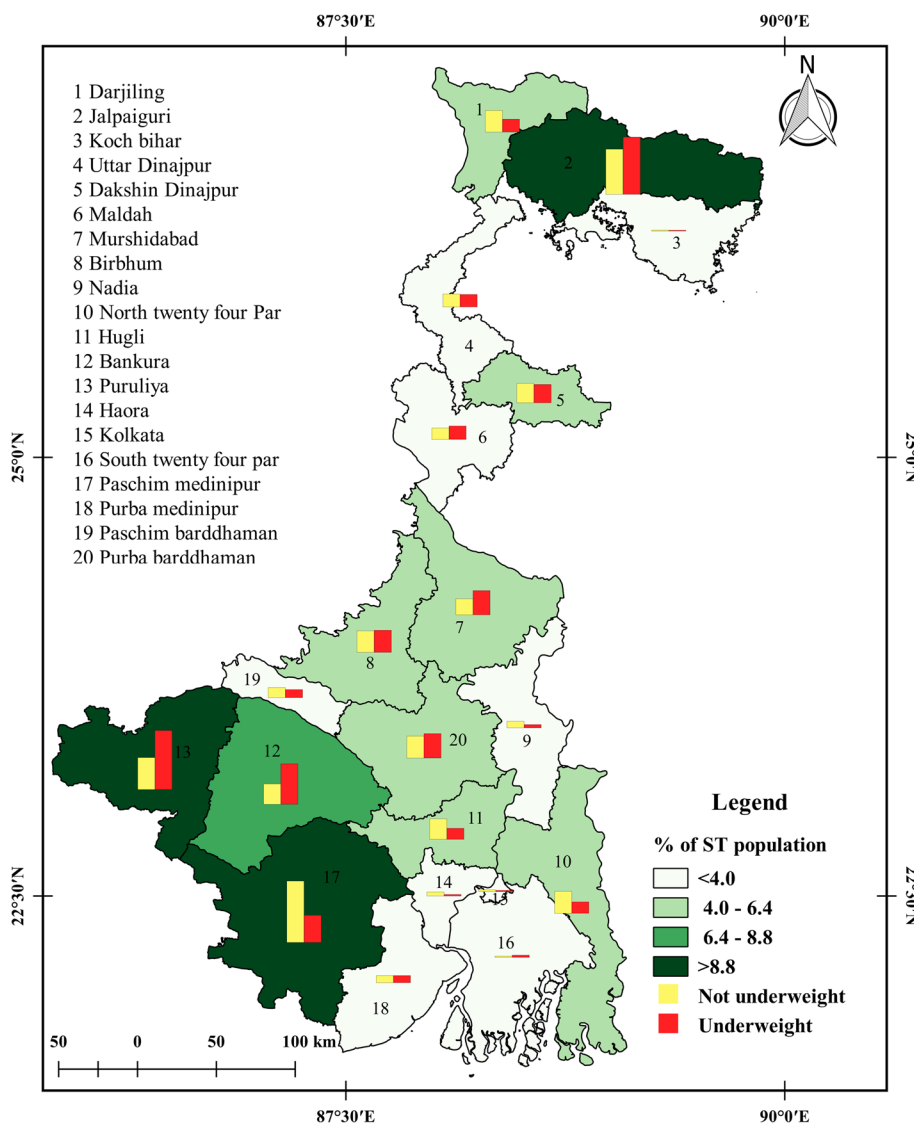 87°30′E 90°0′E
N
1 Darjiling
2 Jalpaiguri
3 Koch bihar
4 Uttar Dinajpur
5 Dakshin Dinajpur
6 Maldah
7 Murshidabad
8 Birbhum
9 Nadia
10 North twenty four Par
11 Hugli
12 Bankura
13 Puruliya
14 Haora
15 Kolkata
16 South twenty four par
17 Paschim medinipur
18 Purba medinipur
19 Paschim barddhaman
20 Purba barddhaman
1
2
3
4
5
6
7
8
19
9
20
13
12
11
10
17
14
15
16
18
25°0′N
25°0′N
22°30′N
22°30′N
Legend
% of ST population
<4.0
4.0 - 6.4
6.4 - 8.8
>8.8
Not underweight
Underweight
50 0 50 100 km
87°30′E 90°0′E